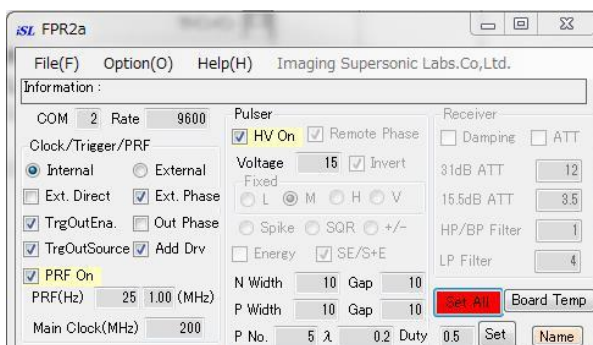 iSL FPR2a
File(F) Option(O) Help(H) Imaging Supersonic Labs.Co,Ltd.
Information :
COM 2 Rate 9600
Clock/Trigger/PRF
Internal External
Ext. Direct Ext. Phase
TrgOutEna. Out Phase
TrgOutSource Add Drv
PRF On
PRF(Hz) 25 1.00 (MHz)
Main Clock(MHz) 200
Pulser
HV On Remote Phase
Voltage 15 Invert
Fixed
L M H V
Spike SQR +/-
Energy SE/S+E
N Width 10 Gap 10
P Width 10 Gap 10
P No. 5 λ 0.2 Duty 0.5 Set
Receiver
Damping ATT
31dB ATT 12
15.5dB ATT 3.5
HP/BP Filter 1
LP Filter 4
Set All Board Temp
Name